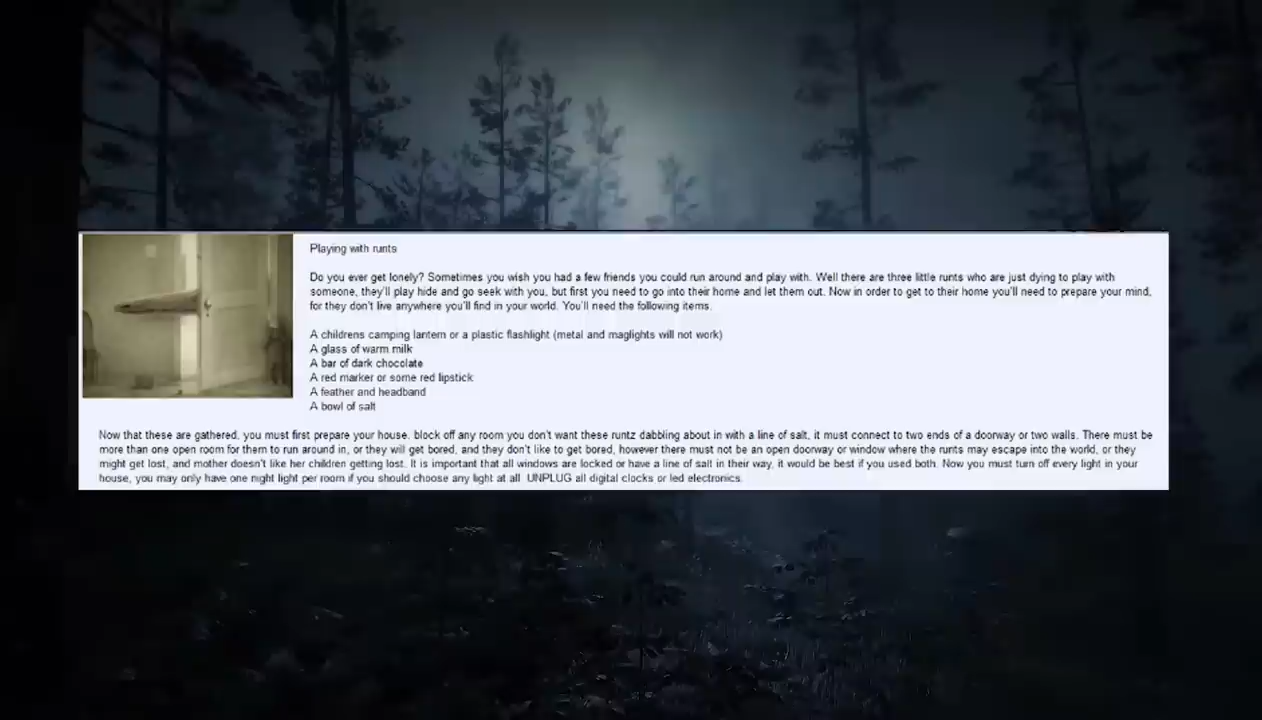 Playing with runts
Do you ever get lonely? Sometimes you wish you had a few friends you could run around and play with. Well there are three little runts who are just dying to play with
someone, they'll play hide and go seek with you, but first you need to go into their home and let them out. Now in order to get to their home you'll need to prepare your mind,
for they don't live anywhere you'll find in your world. You'll need the following items.
A childrens camping lantern or a plastic flashlight (metal and maglights will not work)
A glass of warm milk
A bar of dark chocolate
A red marker or some red lipstick
A feather and headband
A bowl of salt
Now that these are gathered, you must first prepare your house. block off any room you don't want these runtz dabbling about in with a line of salt, it must connect to two ends of a doorway or two walls. There must be
more than one open room for them to run around in, or they will get bored, and they don't like to get bored, however there must not be an open doorway or window where the runts may escape into the world, or they
might get lost, and mother doesn't like her children getting lost. It is important that all windows are locked or have a line of salt in their way, it would be best if you used both. Now you must turn off every light in your
house, you may only have one night light per room if you should choose any light at all. UNPLUG all digital clocks or led electronics.